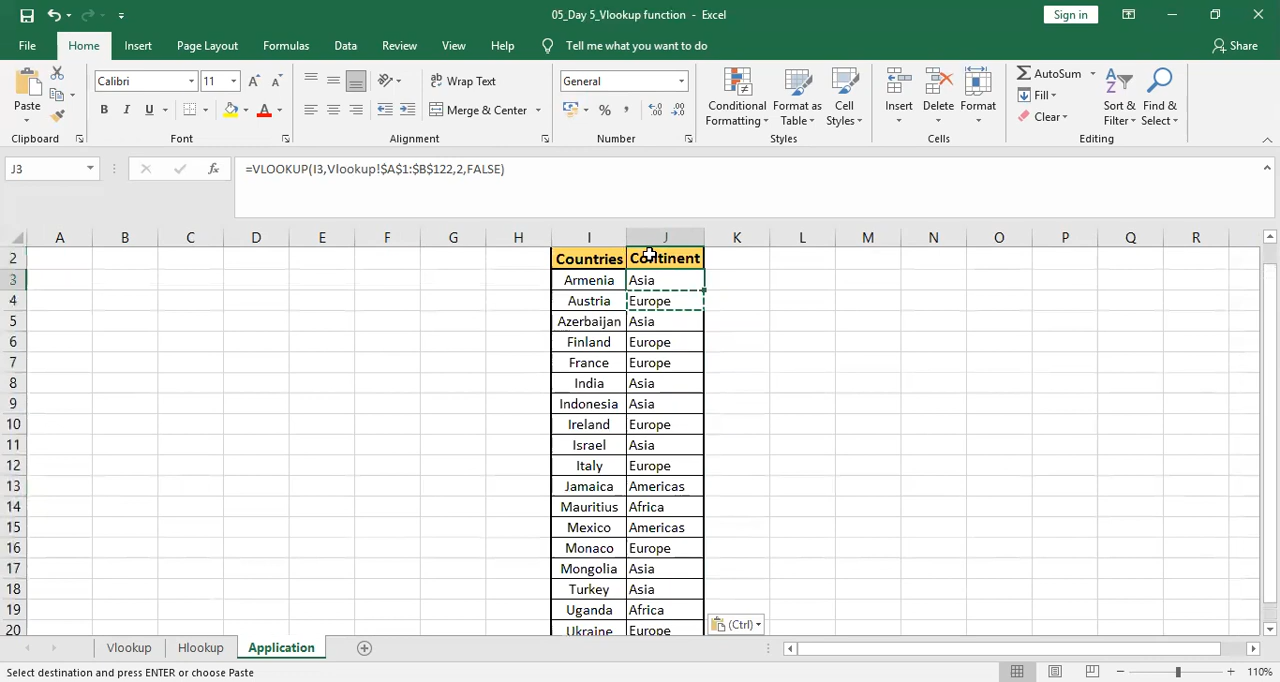 05_Day 5_Vlookup function - Excel
Sign in
File Home Insert Page Layout Formulas Data Review View Help Tell me what you want to do Share
Paste
Calibri 11 A A
B I U A
Wrap Text
Merge & Center
General
% ,
Conditional Formatting
Format as Table
Cell Styles
Insert Delete Format
AutoSum
Fill
Clear
Sort & Filter
Find & Select
Clipboard Font Alignment Number Styles Cells Editing
J3 fx =VLOOKUP(I3,Vlookup!$A$1:$B$122,2,FALSE)
A B C D E F G H I J K L M N O P Q R
2 Countries Continent
3 Armenia Asia
4 Austria Europe
5 Azerbaijan Asia
6 Finland Europe
7 France Europe
8 India Asia
9 Indonesia Asia
10 Ireland Europe
11 Israel Asia
12 Italy Europe
13 Jamaica Americas
14 Mauritius Africa
15 Mexico Americas
16 Monaco Europe
17 Mongolia Asia
18 Turkey Asia
19 Uganda Africa
20 Ukraine Europe
(Ctrl)
Vlookup Hlookup Application
Select destination and press ENTER or choose Paste
110%